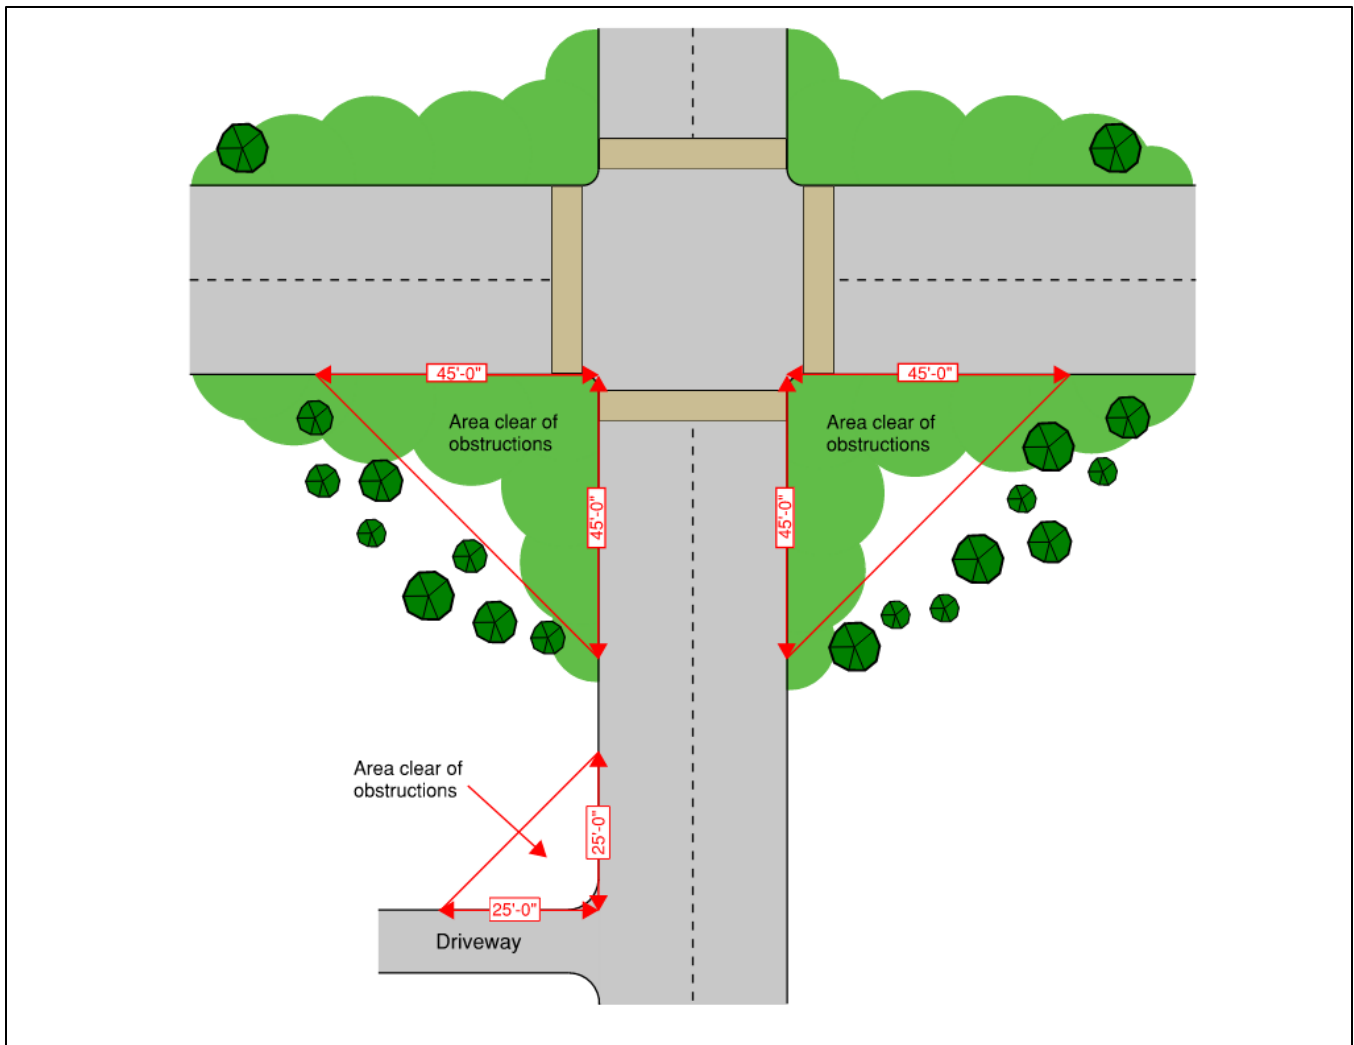 45'-0"
45'-0"
Area clear of
obstructions
Area clear of
obstructions
45'-0"
45'-0"
Area clear of
obstructions
25'-0"
25'-0"
Driveway